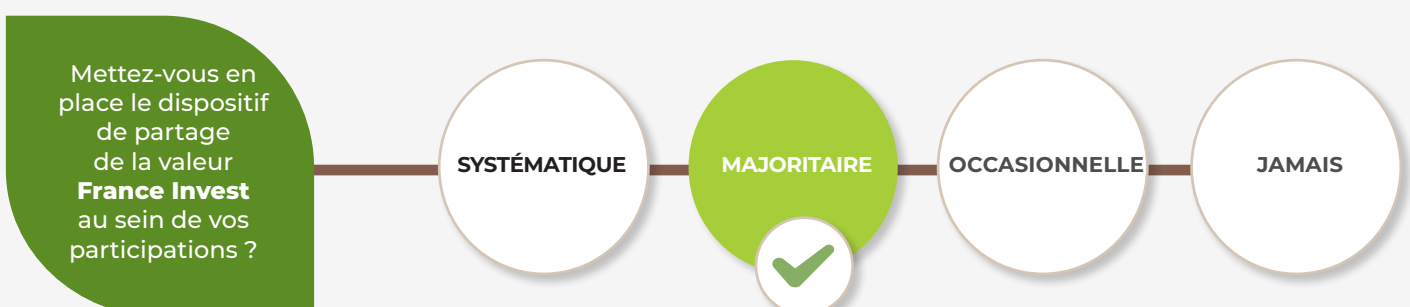 Mettez-vous en
place le dispositif
de partage
de la valeur
France Invest
au sein de vos
participations ?
SYSTÉMATIQUE
MAJORITAIRE
OCCASIONNELLE
JAMAIS